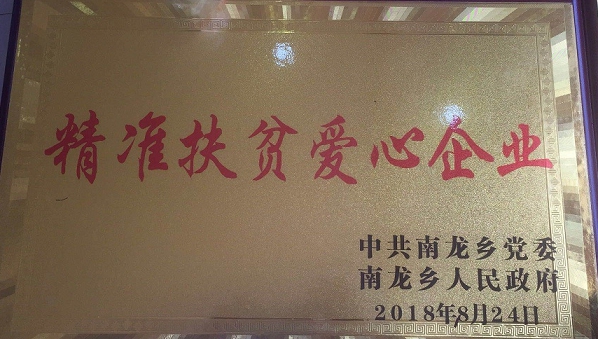 精准扶贫爱心企业
中共南龙乡党委
南龙乡人民政府
2018年8月24日